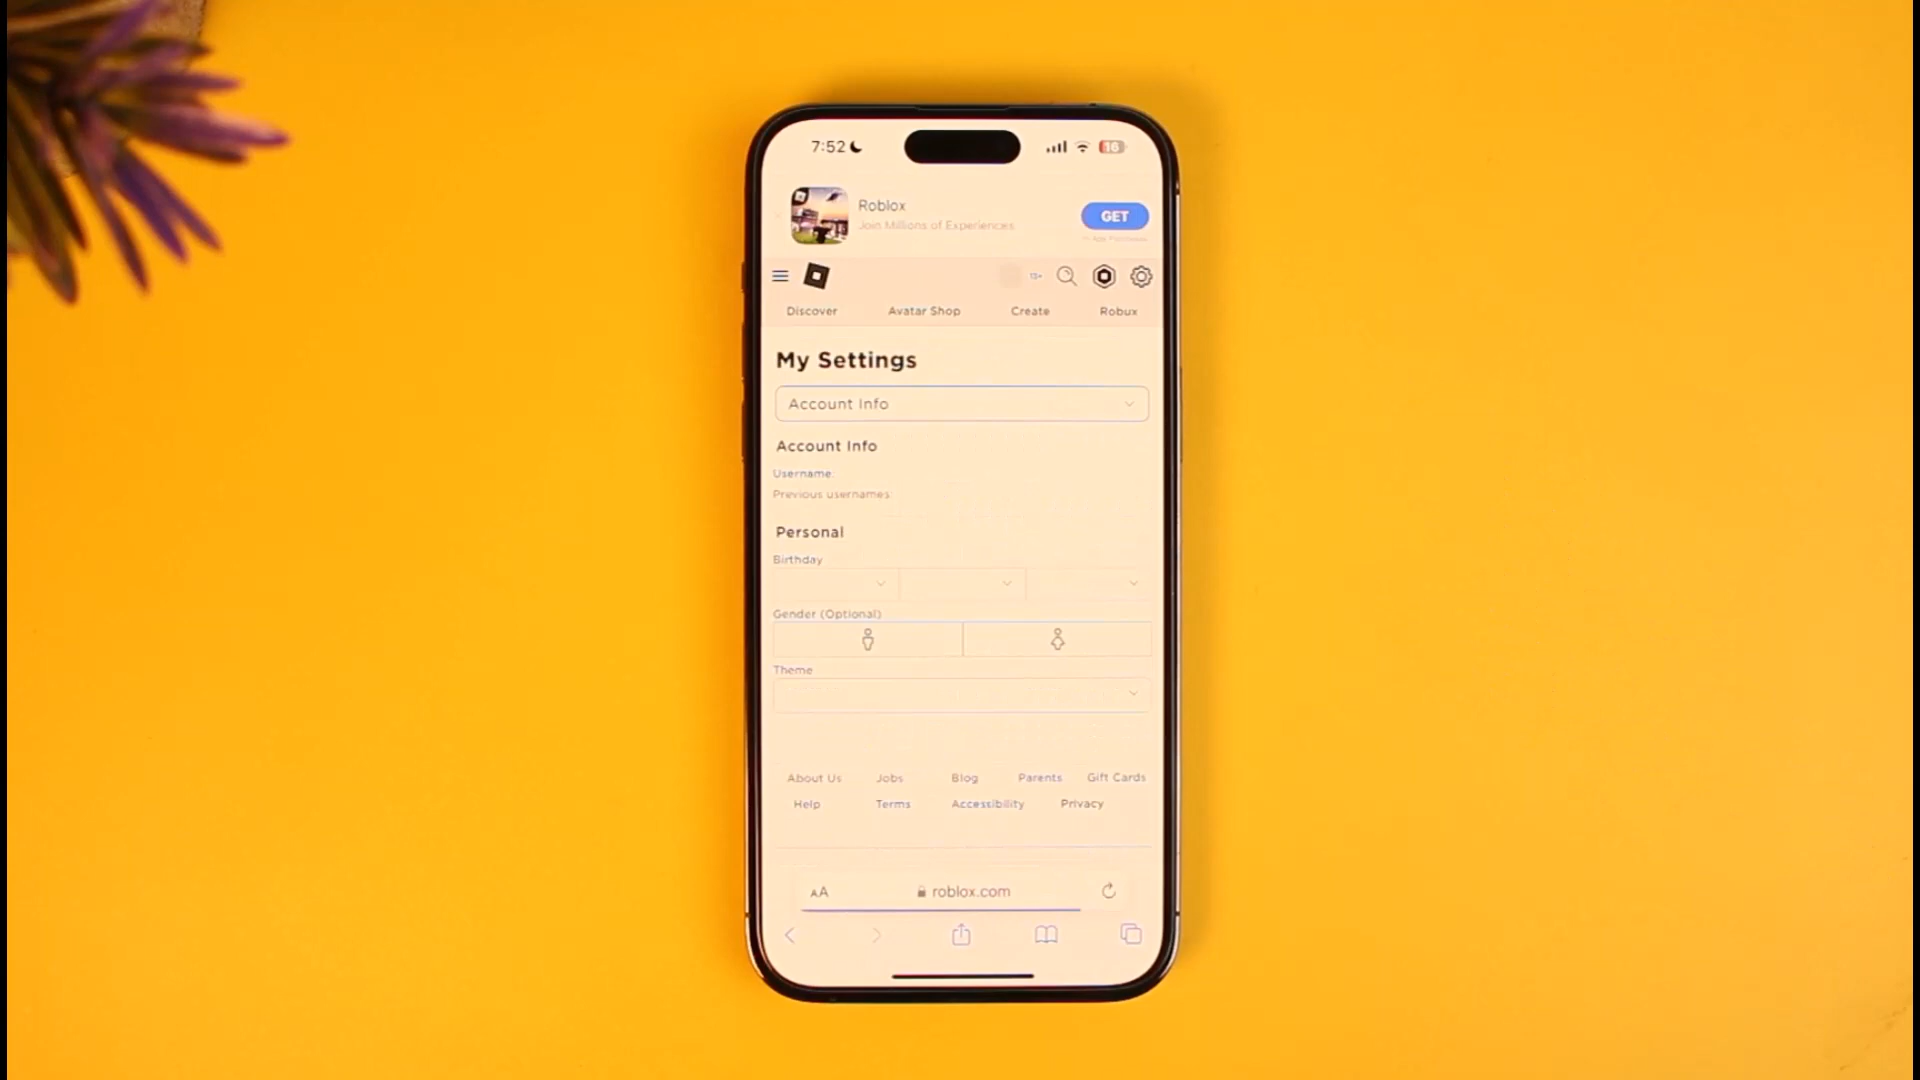 7:52
16
Roblox
GET
Join Millions of Experiences
13+
Discover Avatar Shop Create Robux
My Settings
Account Info
Account Info
Username:
Previous usernames:
Personal
Birthday
Gender (Optional)
Theme
About Us Jobs Blog Parents Gift Cards
Help Terms Accessibility Privacy
AA roblox.com